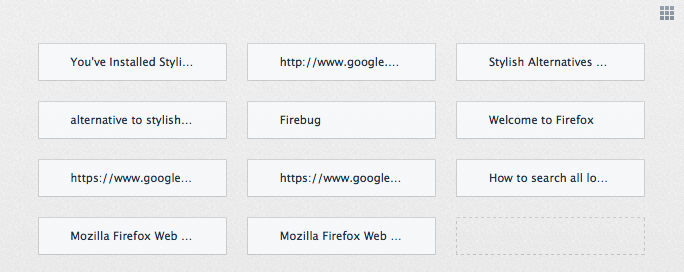 You've Installed Styli...
http://www.google....
Stylish Alternatives ...
alternative to stylish...
Firebug
Welcome to Firefox
https://www.google...
https://www.google...
How to search all lo...
Mozilla Firefox Web ...
Mozilla Firefox Web ...